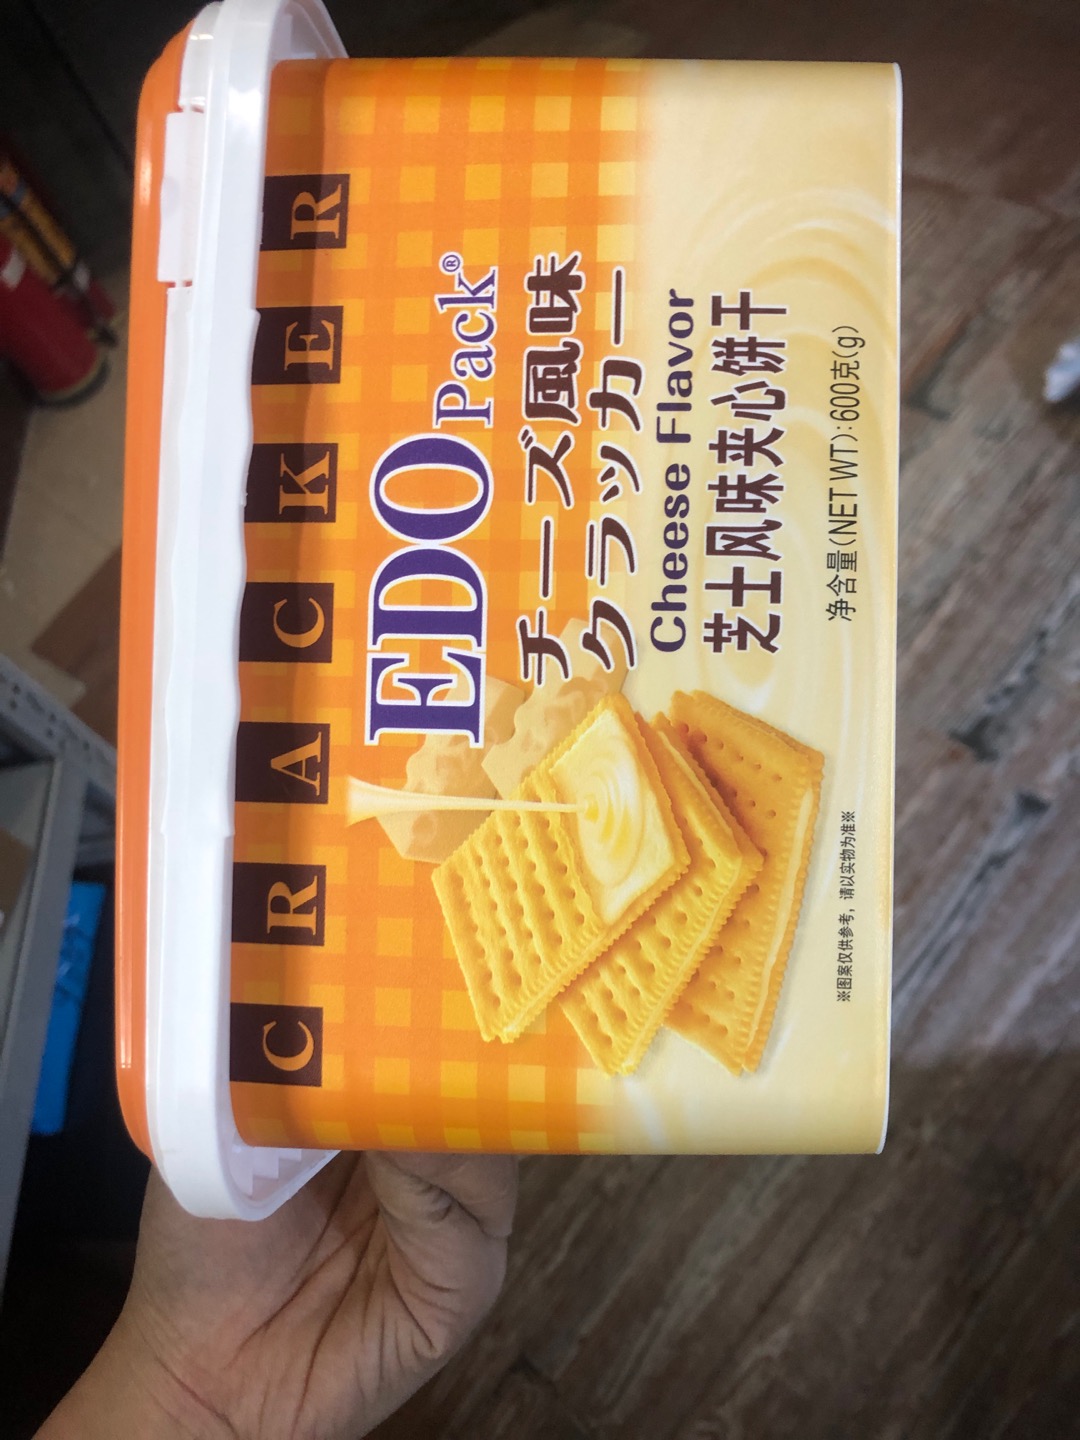 CRACKER
EDO Pack®
チーズ風味
クラッカー
Cheese Flavor
芝士风味夹心饼干
净含量(NET WT):600克(g)
※图案仅供参考，请以实物为准※